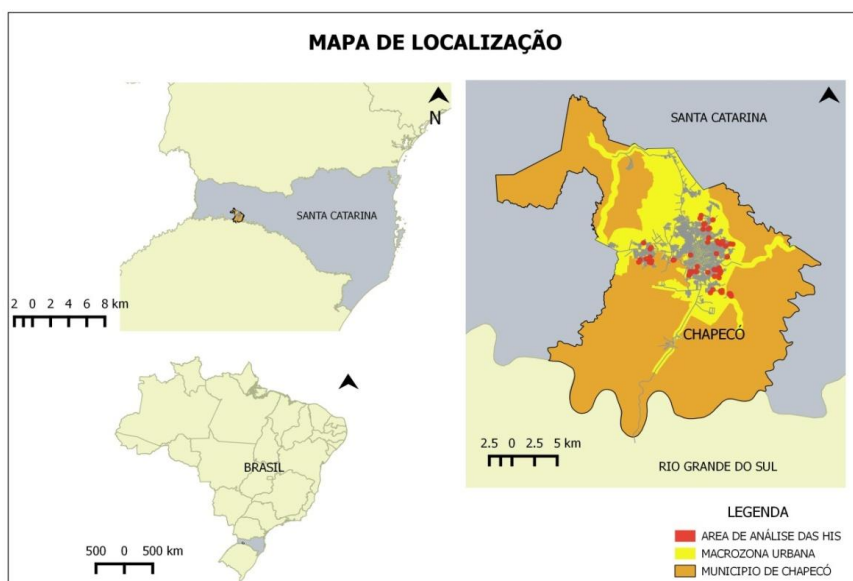 MAPA DE LOCALIZAÇÃO
N
SANTA CATARINA
2 0 2 4 6 8 km
BRASIL
500 0 500 km
SANTA CATARINA
CHAPECÓ
2.5 0 2.5 5 km
RIO GRANDE DO SUL
LEGENDA
AREA DE ANÁLISE DAS HIS
MACROZONA URBANA
MUNICIPIO DE CHAPECÓ